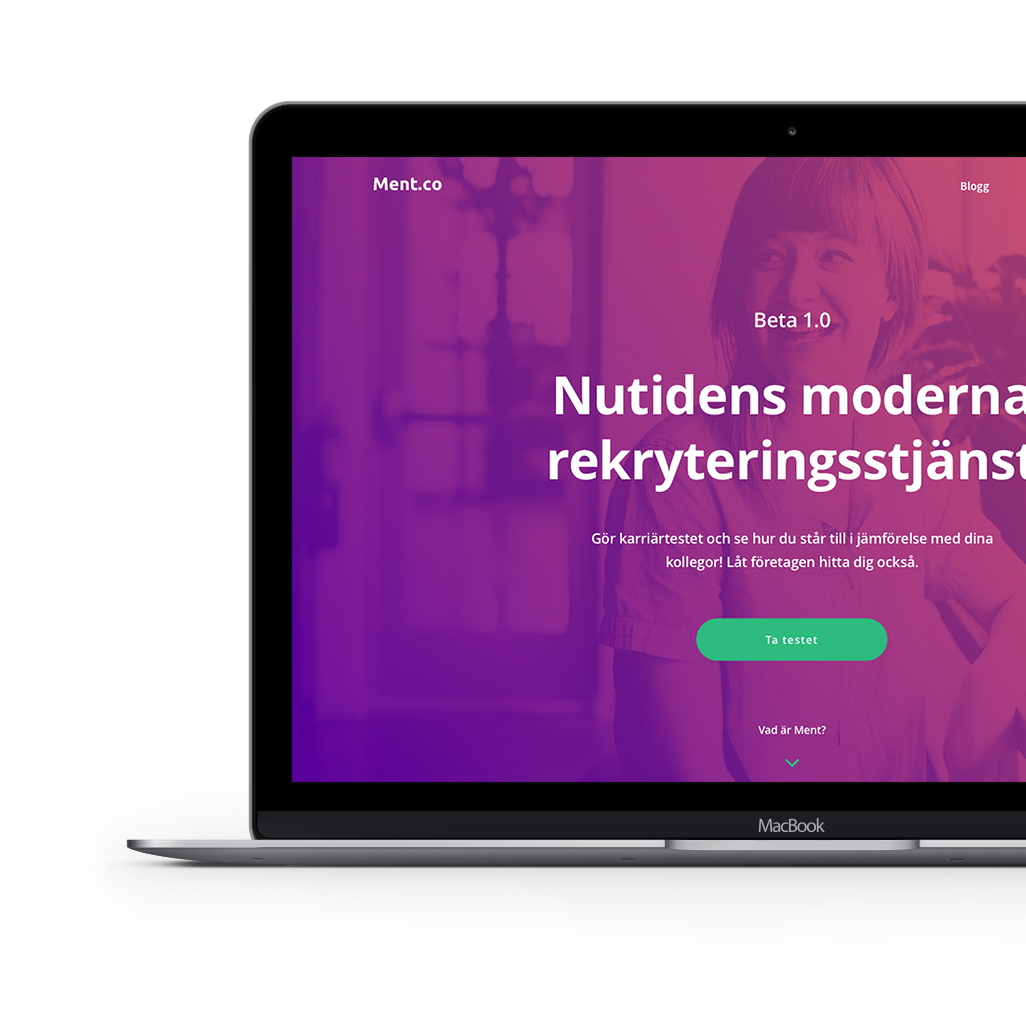 Ment.co
Blogg
Beta 1.0
Nutidens moderna
rekryteringsstjänst
Gör karriärtestet och se hur du står till i jämförelse med dina
kollegor! Låt företagen hitta dig också.
Ta testet
Vad är Ment?
MacBook